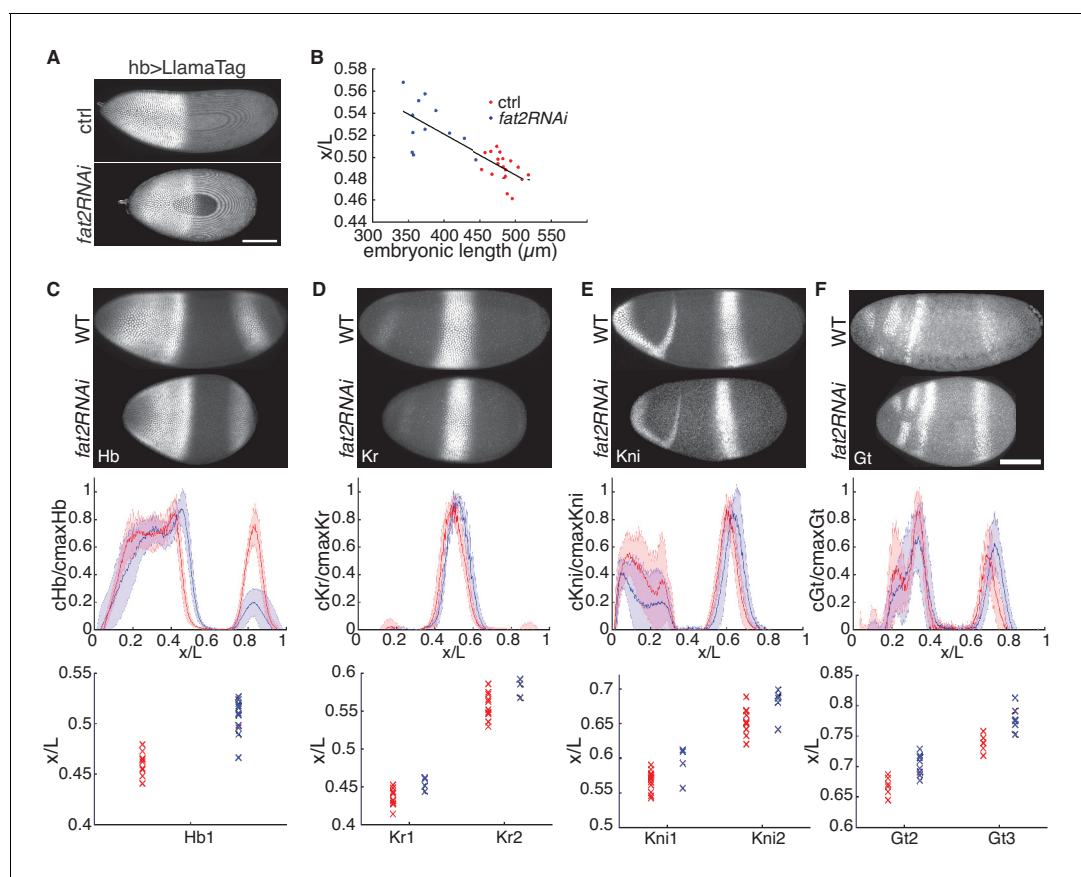 A
hb>LlamaTag
ctrl
fat2RNAi
B
0.58
0.56
0.54
0.52
0.50
0.48
0.46
0.44
x/L
ctrl
fat2RNAi
300 350 400 450 500 550
embryonic length (µm)
C
WT
fat2RNAi
Hb
D
WT
fat2RNAi
Kr
E
WT
fat2RNAi
Kni
F
WT
fat2RNAi
Gt
cHb/cmaxHb
1
0.8
0.6
0.4
0.2
0
0 0.2 0.4 0.6 0.8 1
x/L
cKr/cmaxKr
1
0.8
0.6
0.4
0.2
0
0 0.2 0.4 0.6 0.8 1
x/L
cKni/cmaxKni
1
0.8
0.6
0.4
0.2
0
0 0.2 0.4 0.6 0.8 1
x/L
cGt/cmaxGt
1
0.8
0.6
0.4
0.2
0
0 0.2 0.4 0.6 0.8 1
x/L
x/L
0.55
0.5
0.45
0.4
Hb1
x/L
0.6
0.55
0.5
0.45
0.4
Kr1 Kr2
x/L
0.7
0.65
0.6
0.55
0.5
Kni1 Kni2
x/L
0.85
0.8
0.75
0.7
0.65
0.6
Gt2 Gt3